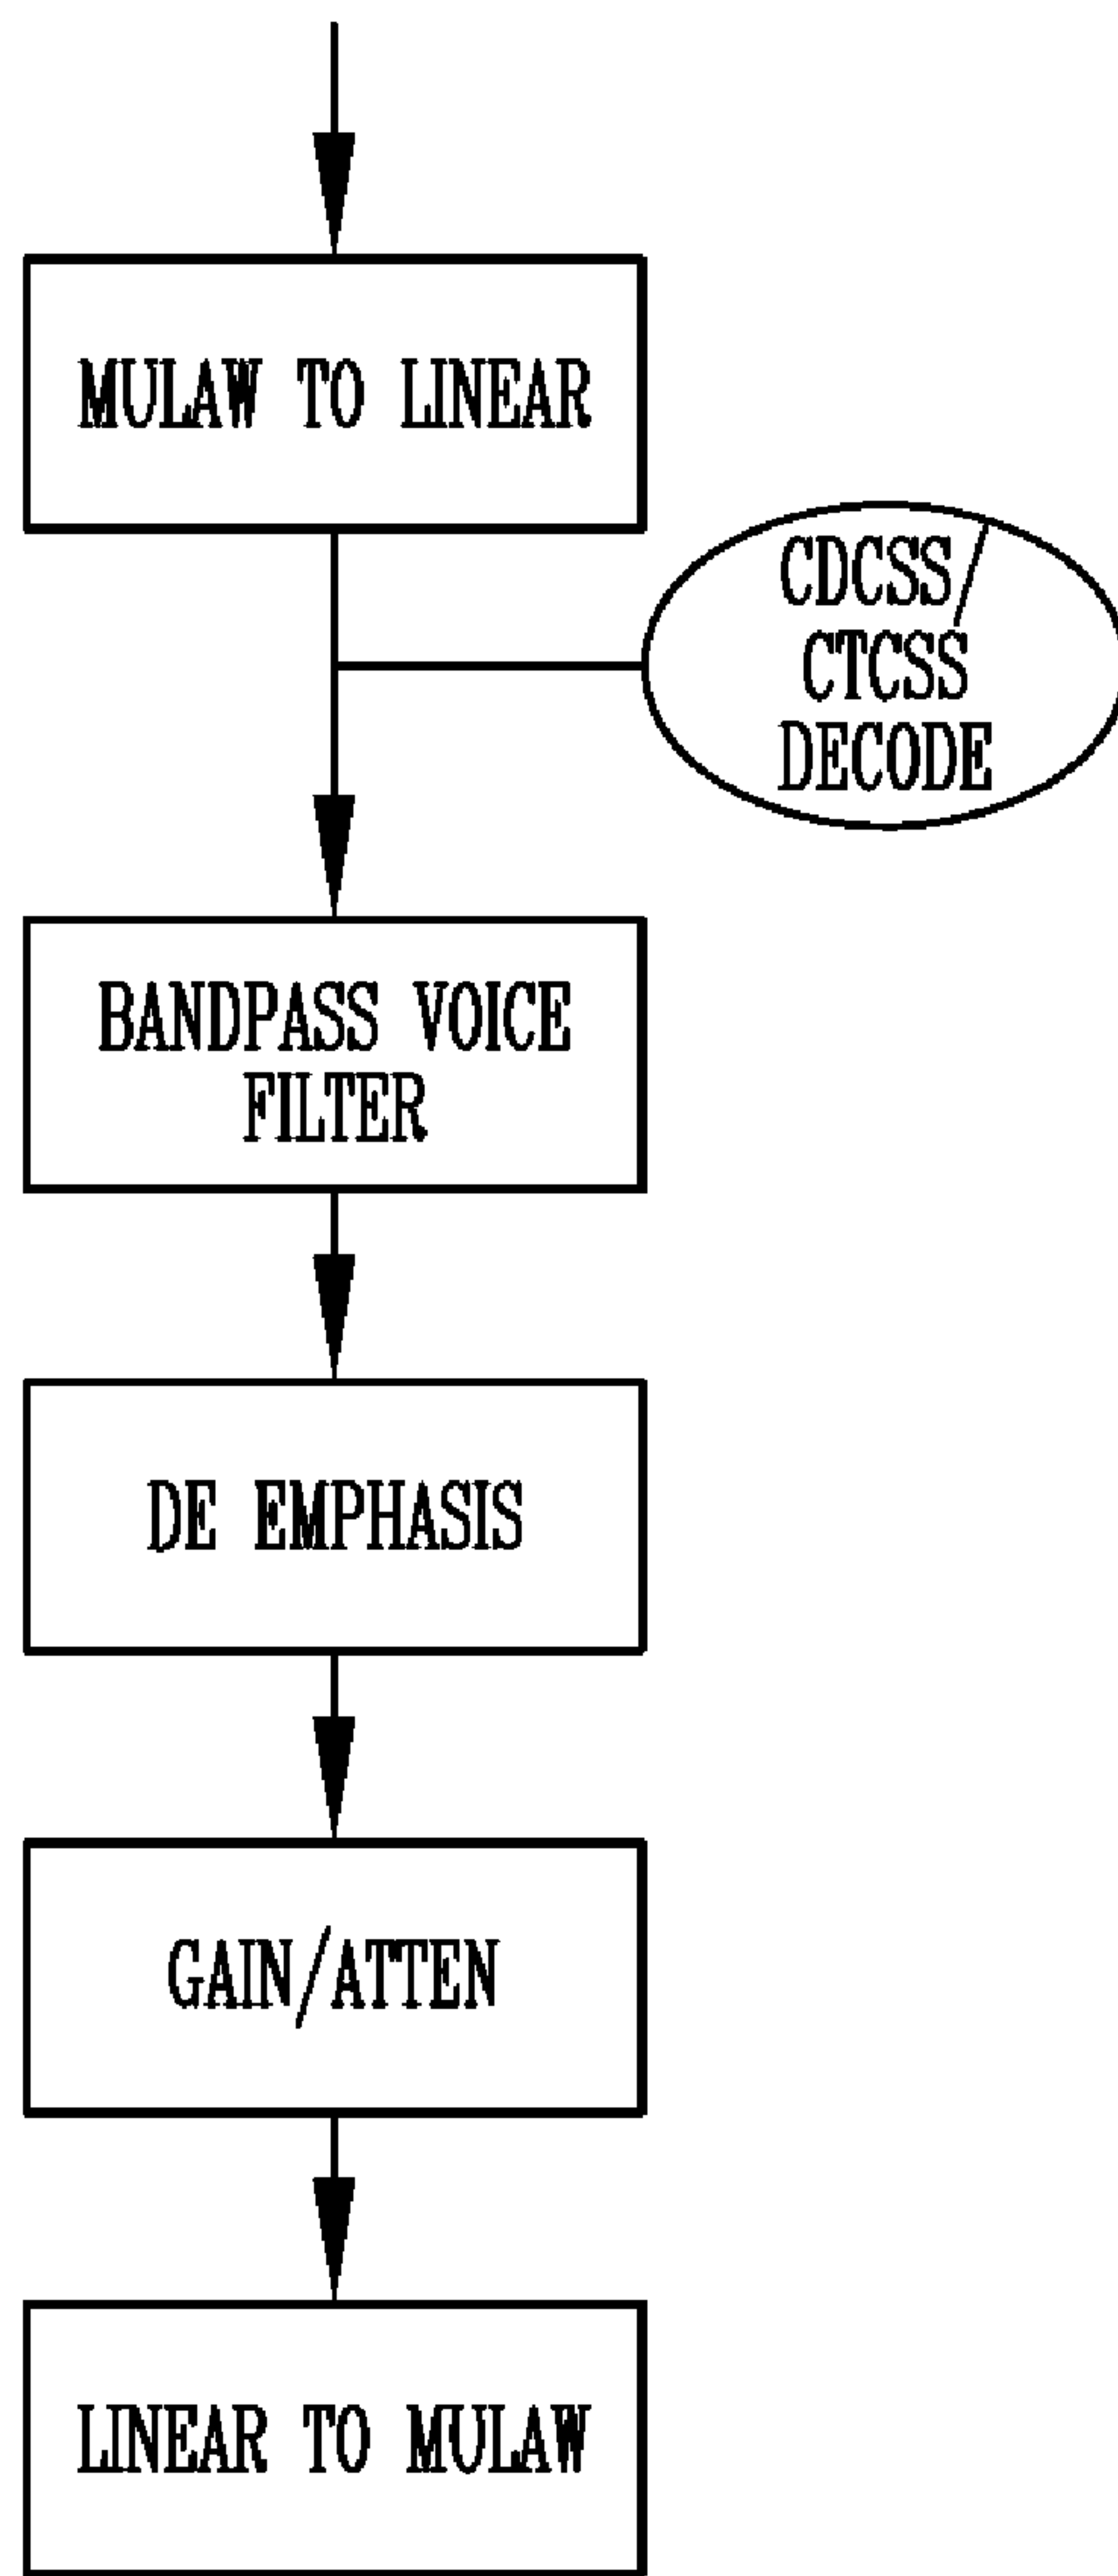 MULAW TO LINEAR
CDCSS/
CTCSS
DECODE
BANDPASS VOICE
FILTER
DE EMPHASIS
GAIN/ATTEN
LINEAR TO MULAW